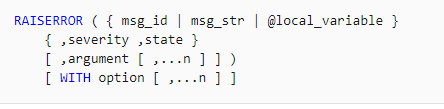 RAISERROR ( { msg_id | msg_str | @local_variable }
    { ,severity ,state }
    [ ,argument [ ,...n ] ] )
    [ WITH option [ ,...n ] ]